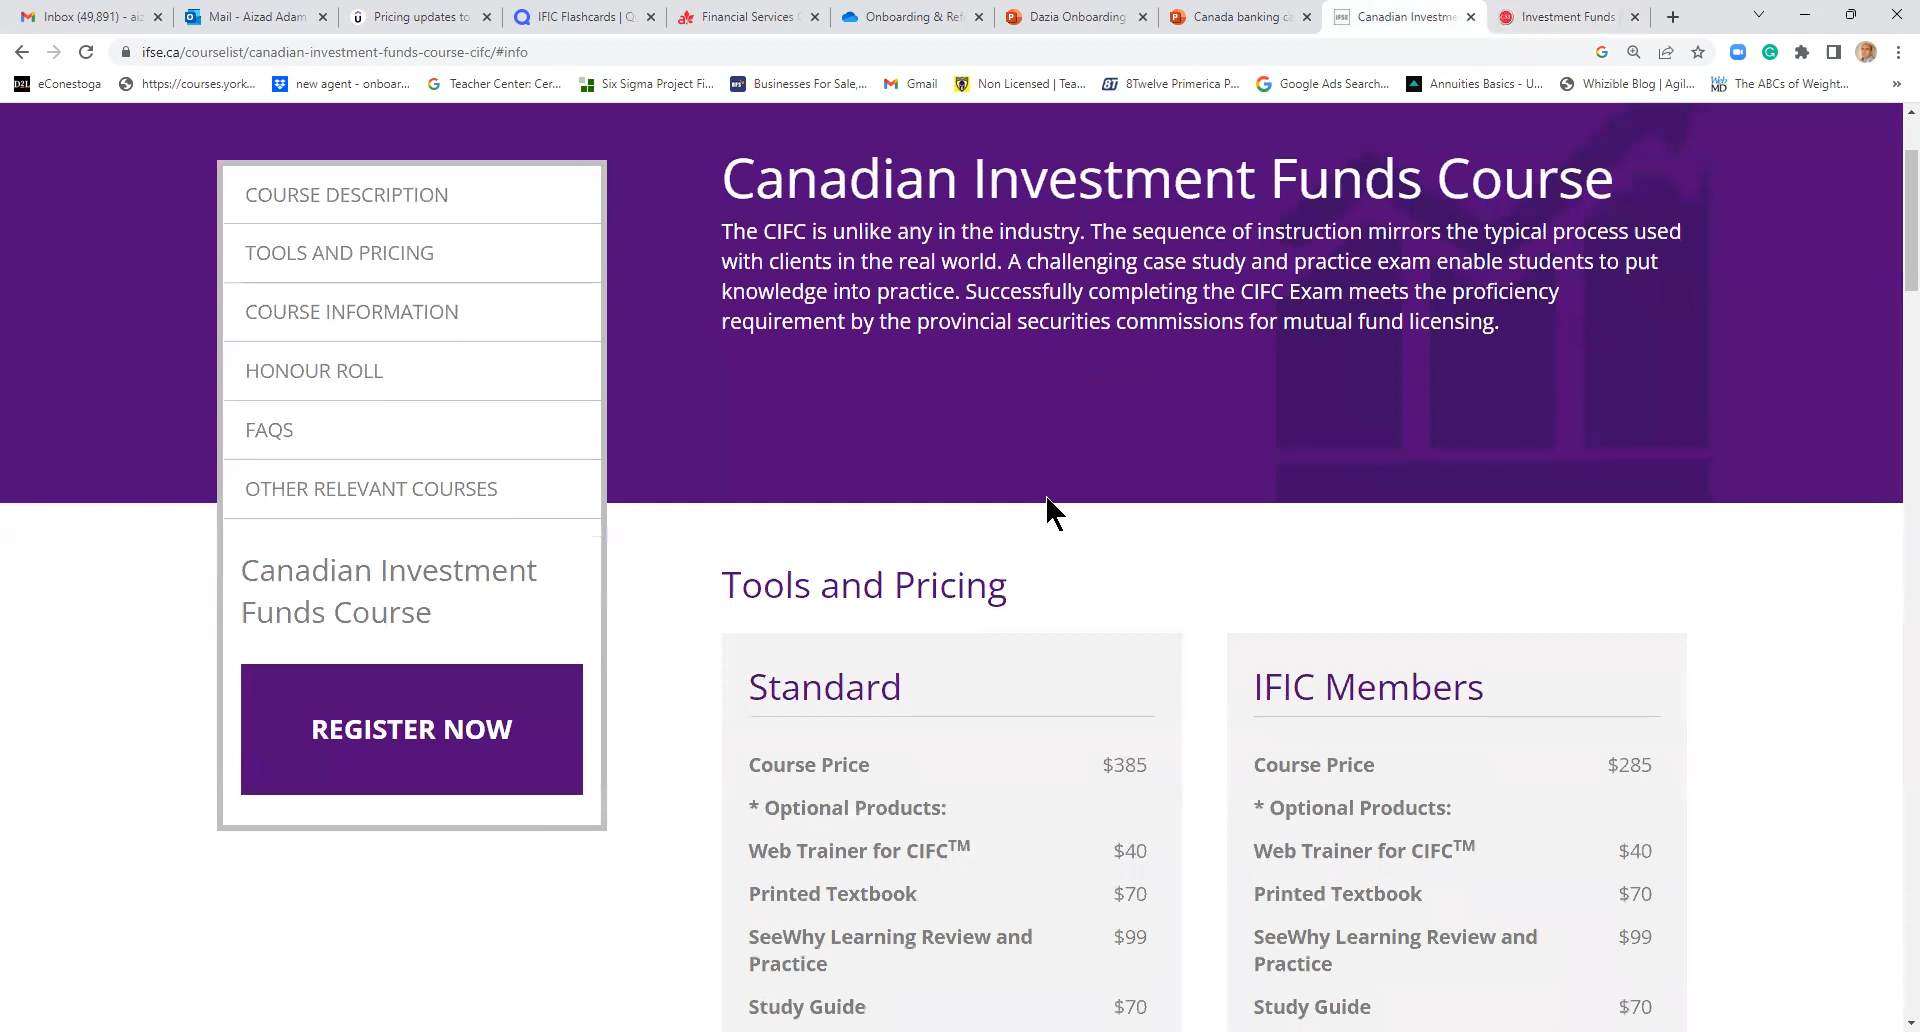 Inbox (49,891) - aiz
Mail - Aizad Adam
Pricing updates to
IFIC Flashcards | Q
Financial Services C
Onboarding & Ref
Dazia Onboarding
Canada banking ca
Canadian Investme
Investment Funds
ifse.ca/courselist/canadian-investment-funds-course-cifc/#info
eConestoga
https://courses.york...
new agent - onboar...
Teacher Center: Cer...
Six Sigma Project Fi...
Businesses For Sale,...
Gmail
Non Licensed | Tea...
8Twelve Primerica P...
Google Ads Search...
Annuities Basics - U...
Whizible Blog | Agil...
The ABCs of Weight...
COURSE DESCRIPTION
TOOLS AND PRICING
COURSE INFORMATION
HONOUR ROLL
FAQS
OTHER RELEVANT COURSES
Canadian Investment
Funds Course
REGISTER NOW
Canadian Investment Funds Course
The CIFC is unlike any in the industry. The sequence of instruction mirrors the typical process used
with clients in the real world. A challenging case study and practice exam enable students to put
knowledge into practice. Successfully completing the CIFC Exam meets the proficiency
requirement by the provincial securities commissions for mutual fund licensing.
Tools and Pricing
Standard
Course Price $385
* Optional Products:
Web Trainer for CIFC™ $40
Printed Textbook $70
SeeWhy Learning Review and $99
Practice
Study Guide $70
IFIC Members
Course Price $285
* Optional Products:
Web Trainer for CIFC™ $40
Printed Textbook $70
SeeWhy Learning Review and $99
Practice
Study Guide $70